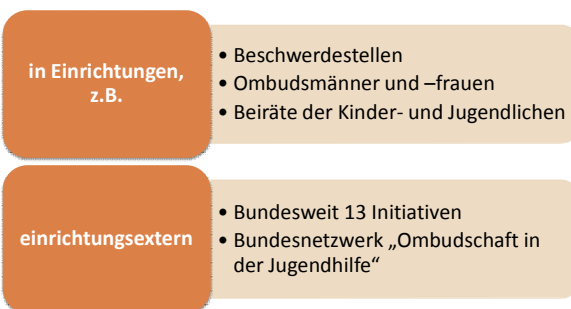 in Einrichtungen,
z.B.
• Beschwerdestellen
• Ombudsmänner und –frauen
• Beiräte der Kinder- und Jugendlichen
einrichtungsextern
• Bundesweit 13 Initiativen
• Bundesnetzwerk „Ombudschaft in
der Jugendhilfe“